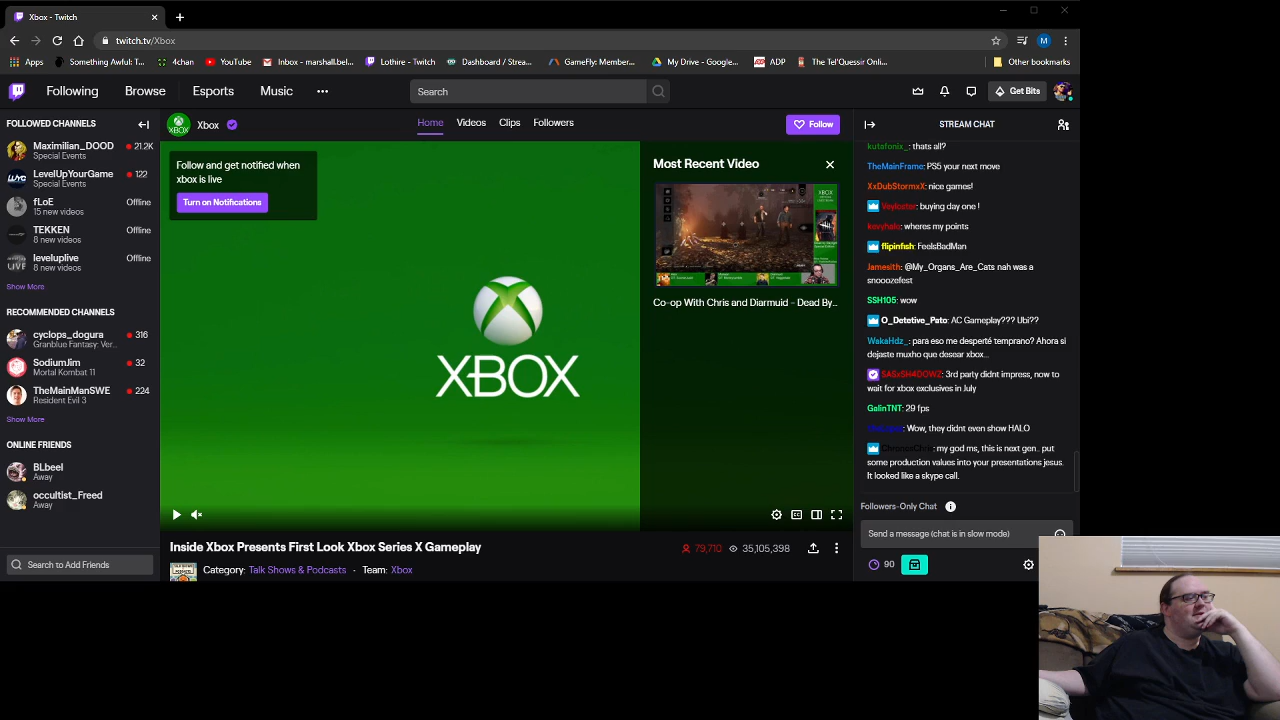 Xbox - Twitch
twitch.tv/Xbox
M
Apps
Something Awful: T...
4chan
YouTube
Inbox - marshall.bel...
Lothire - Twitch
Dashboard / Strea...
GameFly: Member...
My Drive - Google...
ADP
The Tel'Quessir Onli...
Other bookmarks
Following
Browse
Esports
Music
Search
Get Bits
FOLLOWED CHANNELS
Maximilian_DOOD
21.2K
Special Events
LevelUpYourGame
122
Special Events
Offline
15 new videos
TEKKEN
Offline
8 new videos
leveluplive
Offline
8 new videos
Show More
RECOMMENDED CHANNELS
cyclops_dogura
316
Granblue Fantasy: Ver...
SodiumJim
32
Mortal Kombat 11
TheMainManSWE
224
Resident Evil 3
Show More
ONLINE FRIENDS
BLbeel
Away
occultist_Freed
Away
Search to Add Friends
Xbox
Home
Videos
Clips
Followers
Follow
Follow and get notified when
xbox is live
Turn on Notifications
XBOX
Most Recent Video
Co-op With Chris and Diarmuid - Dead By...
Inside Xbox Presents First Look Xbox Series X Gameplay
79,710
35,105,398
Category: Talk Shows & Podcasts · Team: Xbox
STREAM CHAT
kutafonix_: thats all?
TheMainFrame: PS5 your next move
XxDubStormxX: nice games!
buying day one !
wheres my points
flipinfish: FeelsBadMan
Jamesith: @My_Organs_Are_Cats nah was a
snooozefest
SSH105: wow
O_Detetive_Pato: AC Gameplay??? Ubi??
WakaHdz_: para eso me desperté temprano? Ahora si
dejaste muxho que desear xbox...
3rd party didnt impress, now to
wait for xbox exclusives in July
GalinTNT: 29 fps
Wow, they didnt even show HALO
my god ms, this is next gen.. put
some production values into your presentations jesus.
It looked like a skype call.
Followers-Only Chat
Send a message (chat is in slow mode)
90